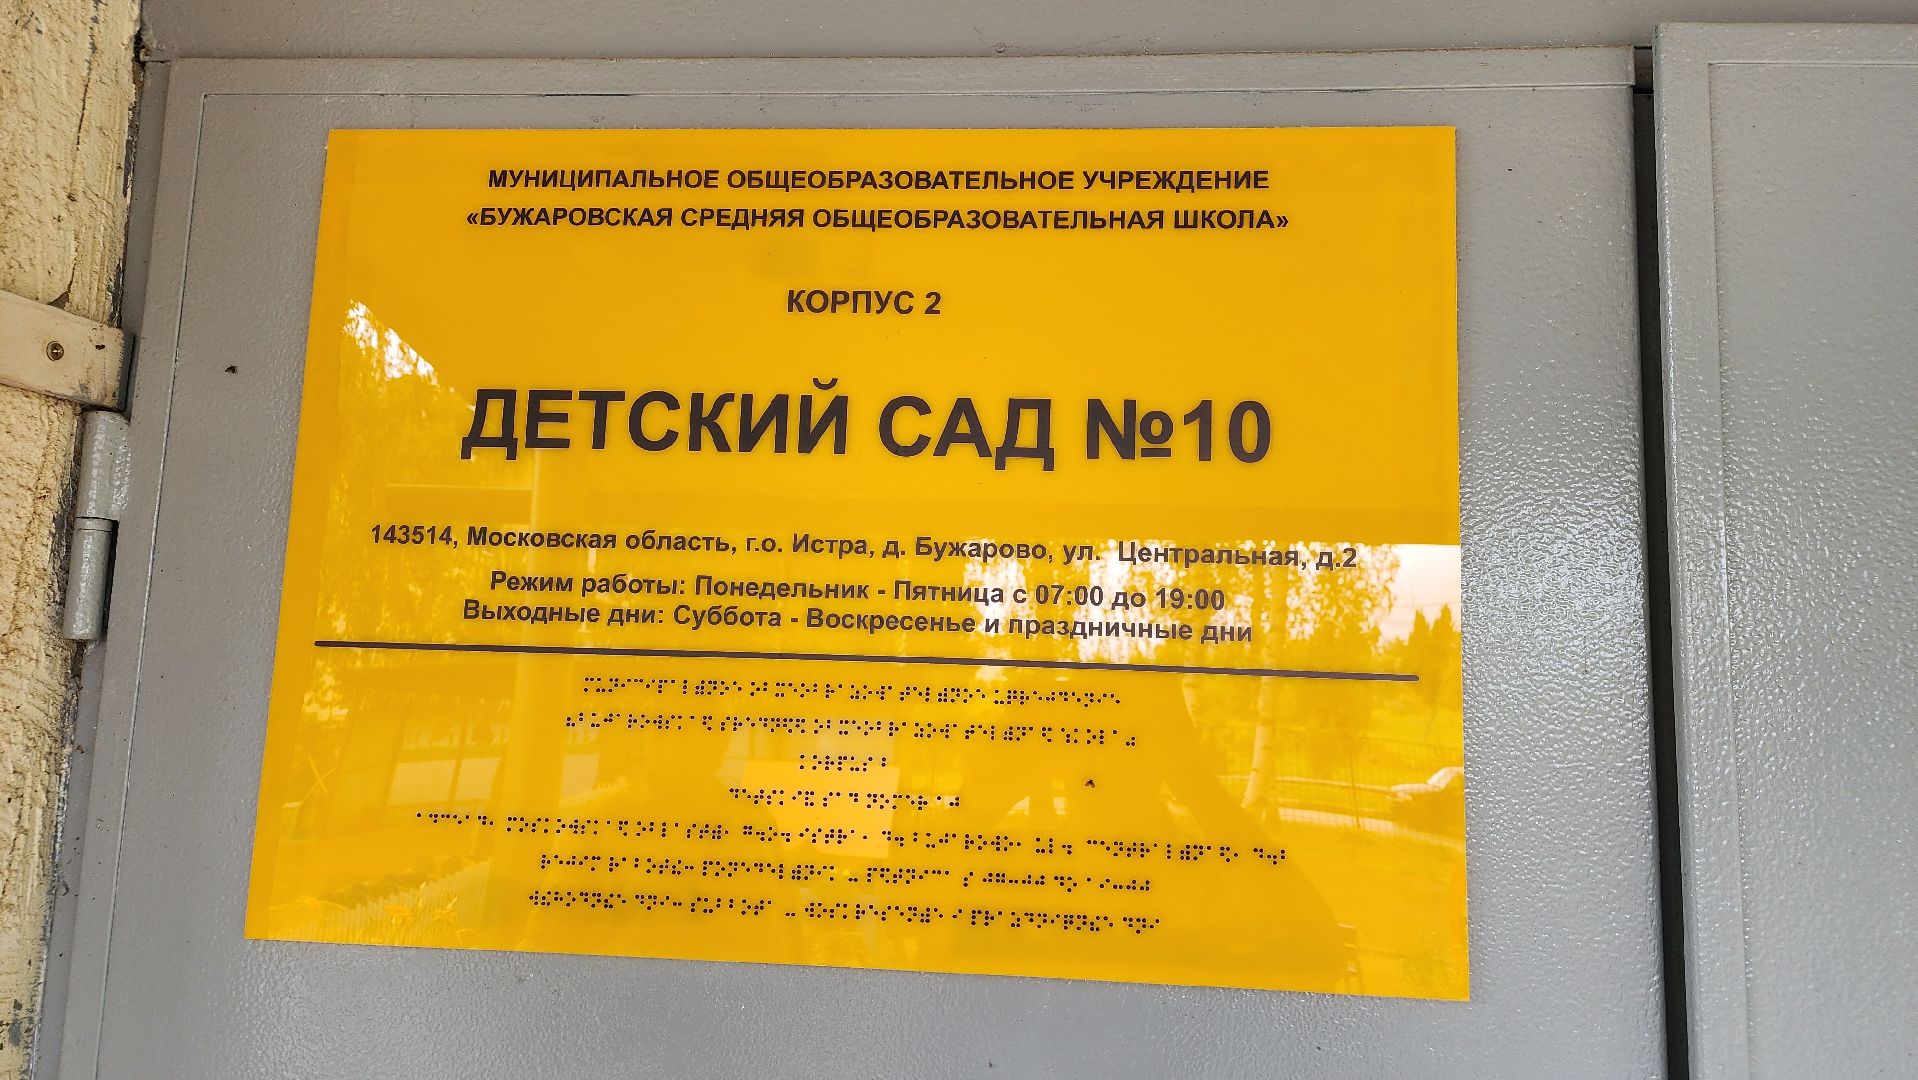 МУНИЦИПАЛЬНОЕ ОБЩЕОБРАЗОВАТЕЛЬНОЕ УЧРЕЖДЕНИЕ
«БУЖАРОВСКАЯ СРЕДНЯЯ ОБЩЕОБРАЗОВАТЕЛЬНАЯ ШКОЛА»
КОРПУС 2
ДЕТСКИЙ САД №10
143514, Московская область, г.о. Истра, д. Бужарово, ул. Центральная, д.2
Режим работы: Понедельник - Пятница с 07:00 до 19:00
Выходные дни: Суббота - Воскресенье и праздничные дни